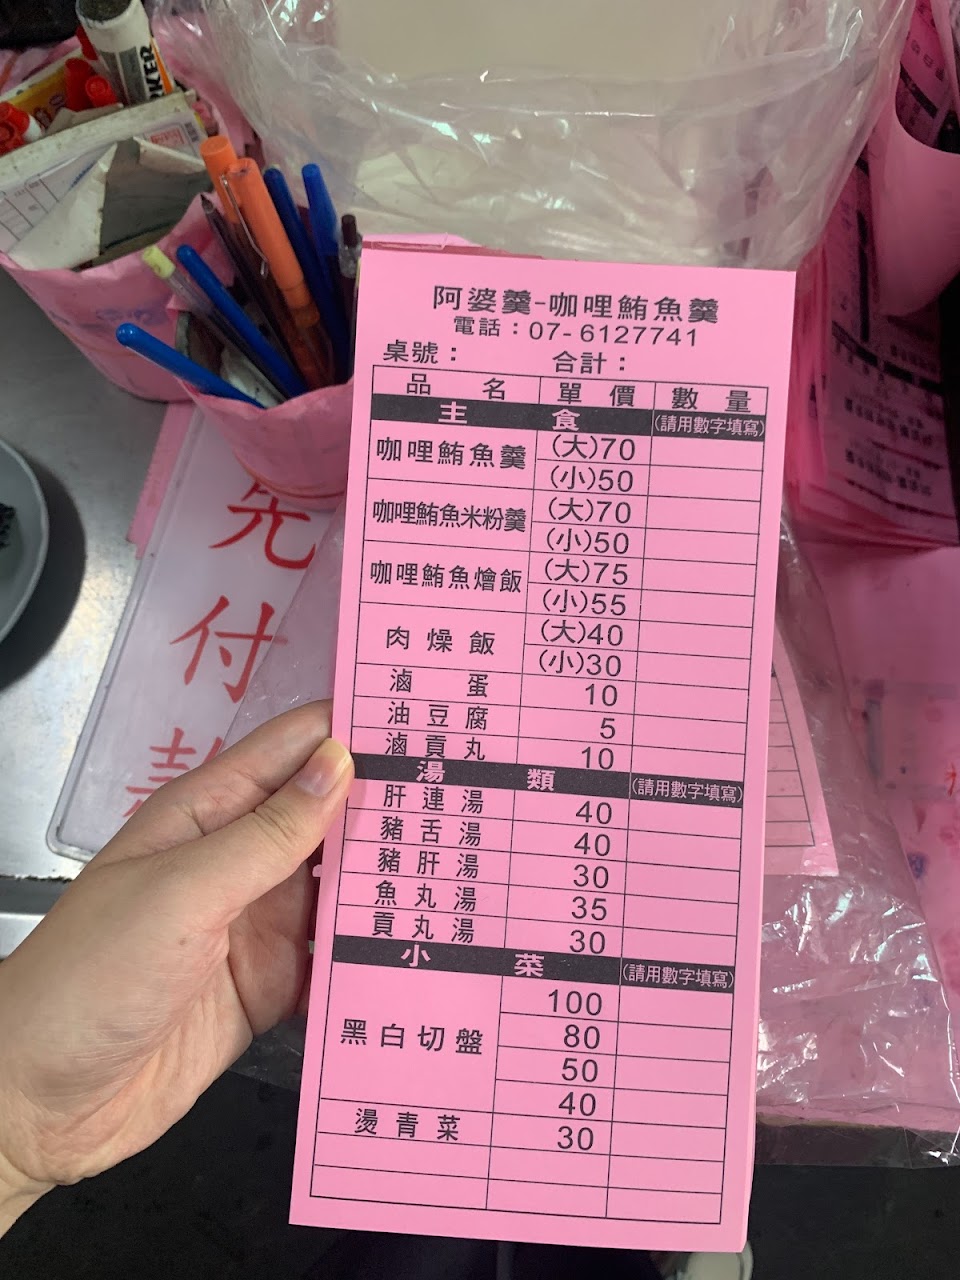 阿婆羹-咖哩鮪魚羹
電話：07-6127741
桌號： 合計：
品名 單價 數量
主食 (請用數字填寫)
咖哩鮪魚羹 (大)70
(小)50
咖哩鮪魚米粉羹 (大)70
(小)50
咖哩鮪魚燴飯 (大)75
(小)55
肉燥飯 (大)40
(小)30
滷蛋 10
油豆腐 5
滷貢丸 10
湯類 (請用數字填寫)
肝連湯 40
豬舌湯 40
豬肝湯 30
魚丸湯 35
貢丸湯 30
小菜 (請用數字填寫)
黑白切盤 100
80
50
40
燙青菜 30
先付款